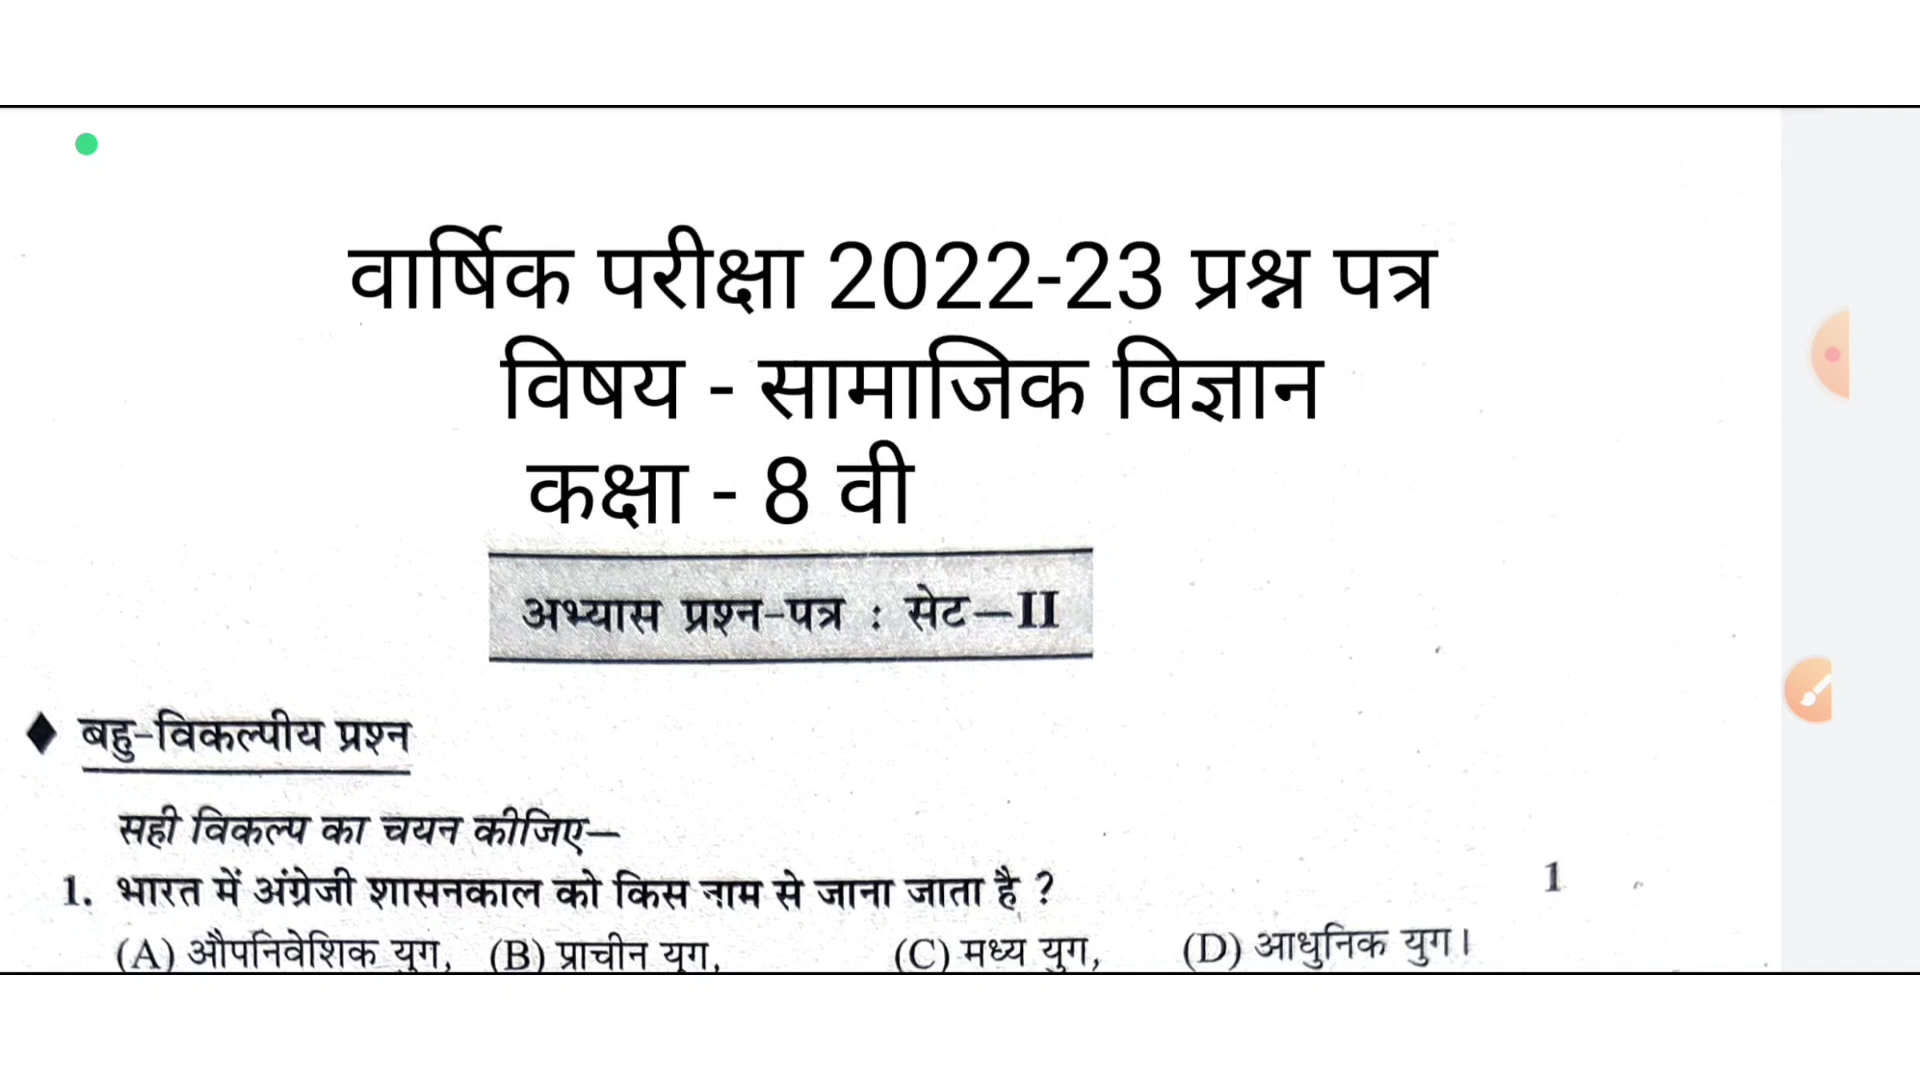 वार्षिक परीक्षा 2022-23 प्रश्न पत्र
विषय - सामाजिक विज्ञान
कक्षा - 8 वी
अभ्यास प्रश्न-पत्र : सेट—II
♦ बहु-विकल्पीय प्रश्न
सही विकल्प का चयन कीजिए—
1. भारत में अंग्रेजी शासनकाल को किस नाम से जाना जाता है ? 1
(A) औपनिवेशिक युग, (B) प्राचीन युग, (C) मध्य युग, (D) आधुनिक युग।